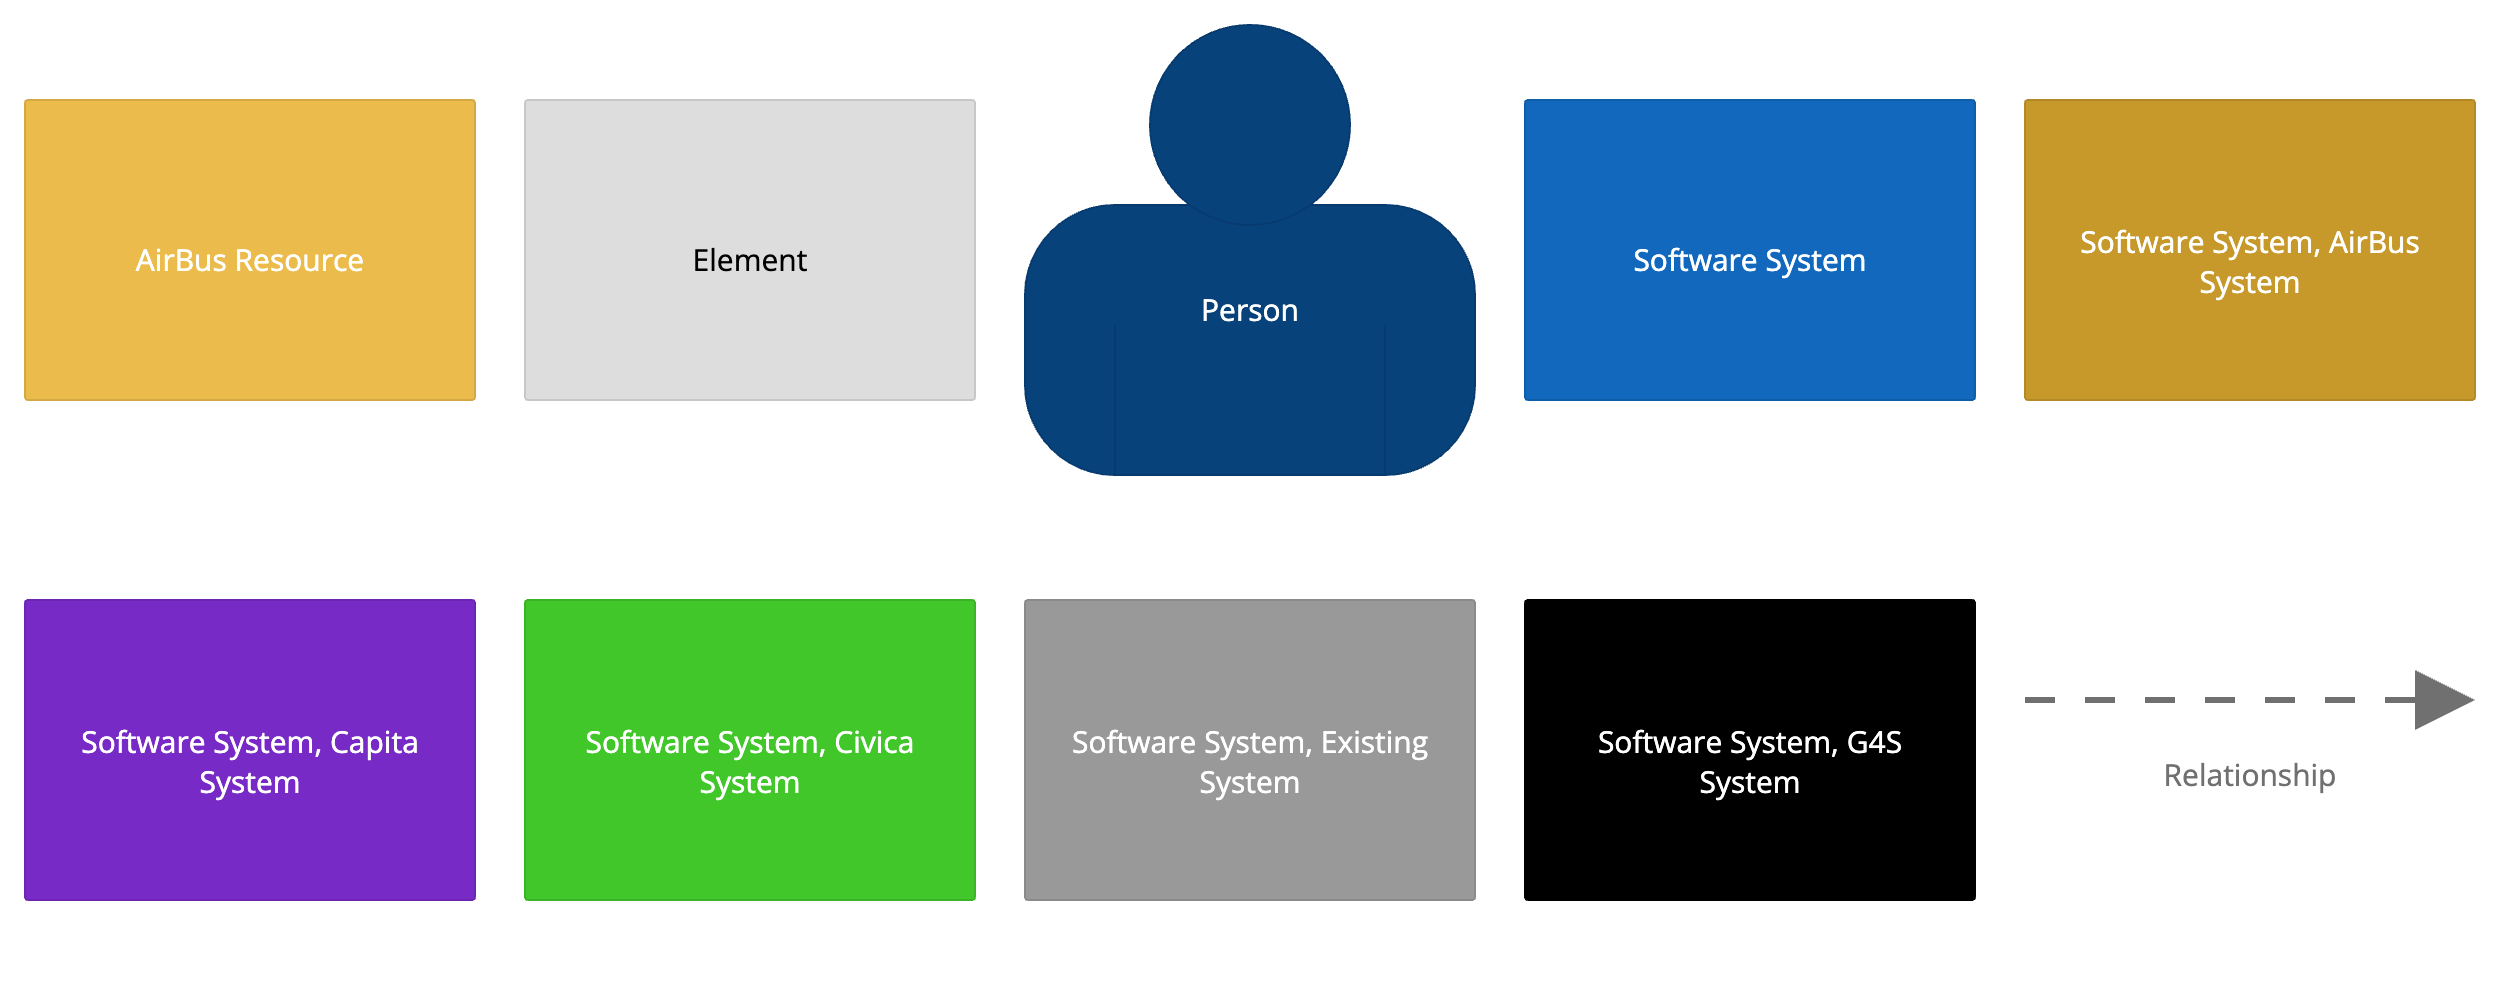 AirBus Resource
Element
Person
Software System
Software System, AirBus
System
Software System, Capita
System
Software System, Civica
System
Software System, Existing
System
Software System, G4S
System
Relationship